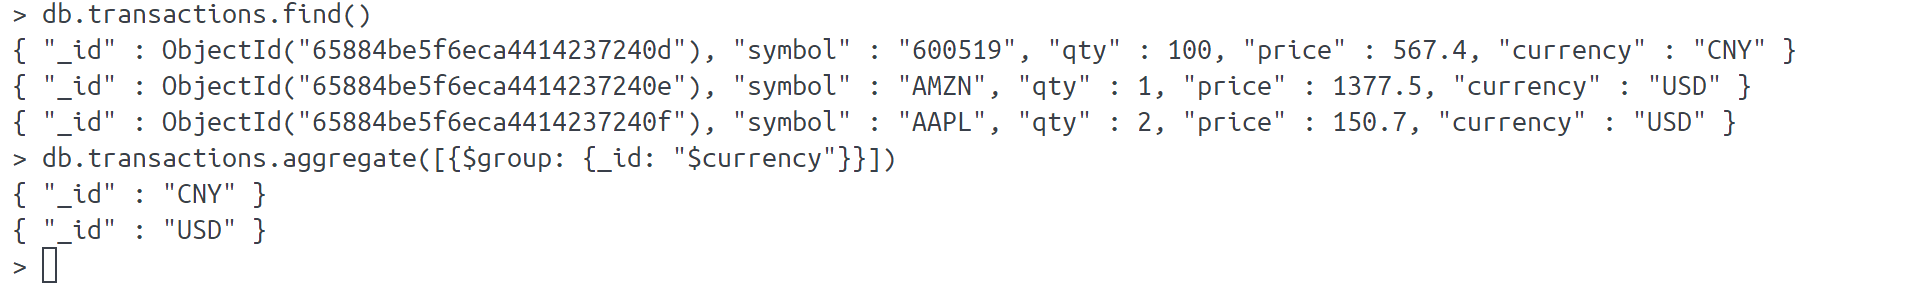 > db.transactions.find()
{ "_id" : ObjectId("65884be5f6eca4414237240d"), "symbol" : "600519", "qty" : 100, "price" : 567.4, "currency" : "CNY" }
{ "_id" : ObjectId("65884be5f6eca4414237240e"), "symbol" : "AMZN", "qty" : 1, "price" : 1377.5, "currency" : "USD" }
{ "_id" : ObjectId("65884be5f6eca4414237240f"), "symbol" : "AAPL", "qty" : 2, "price" : 150.7, "currency" : "USD" }
> db.transactions.aggregate([{$group: {_id: "$currency"}}])
{ "_id" : "CNY" }
{ "_id" : "USD" }
>